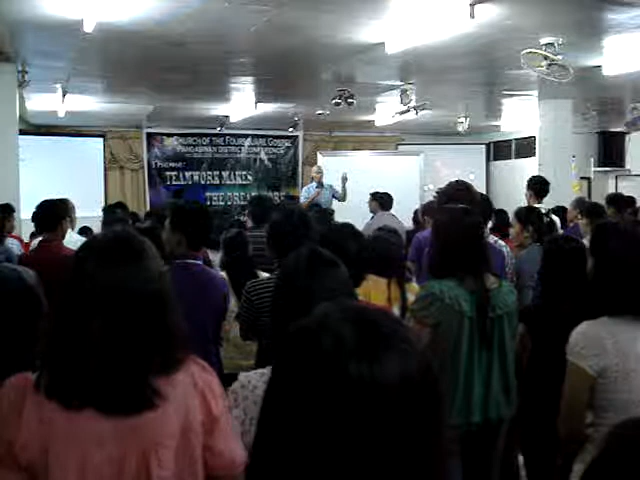 Church of the Foursquare Gospel
Pangasinan District Conference
Theme:
Teamwork Makes
The Dream